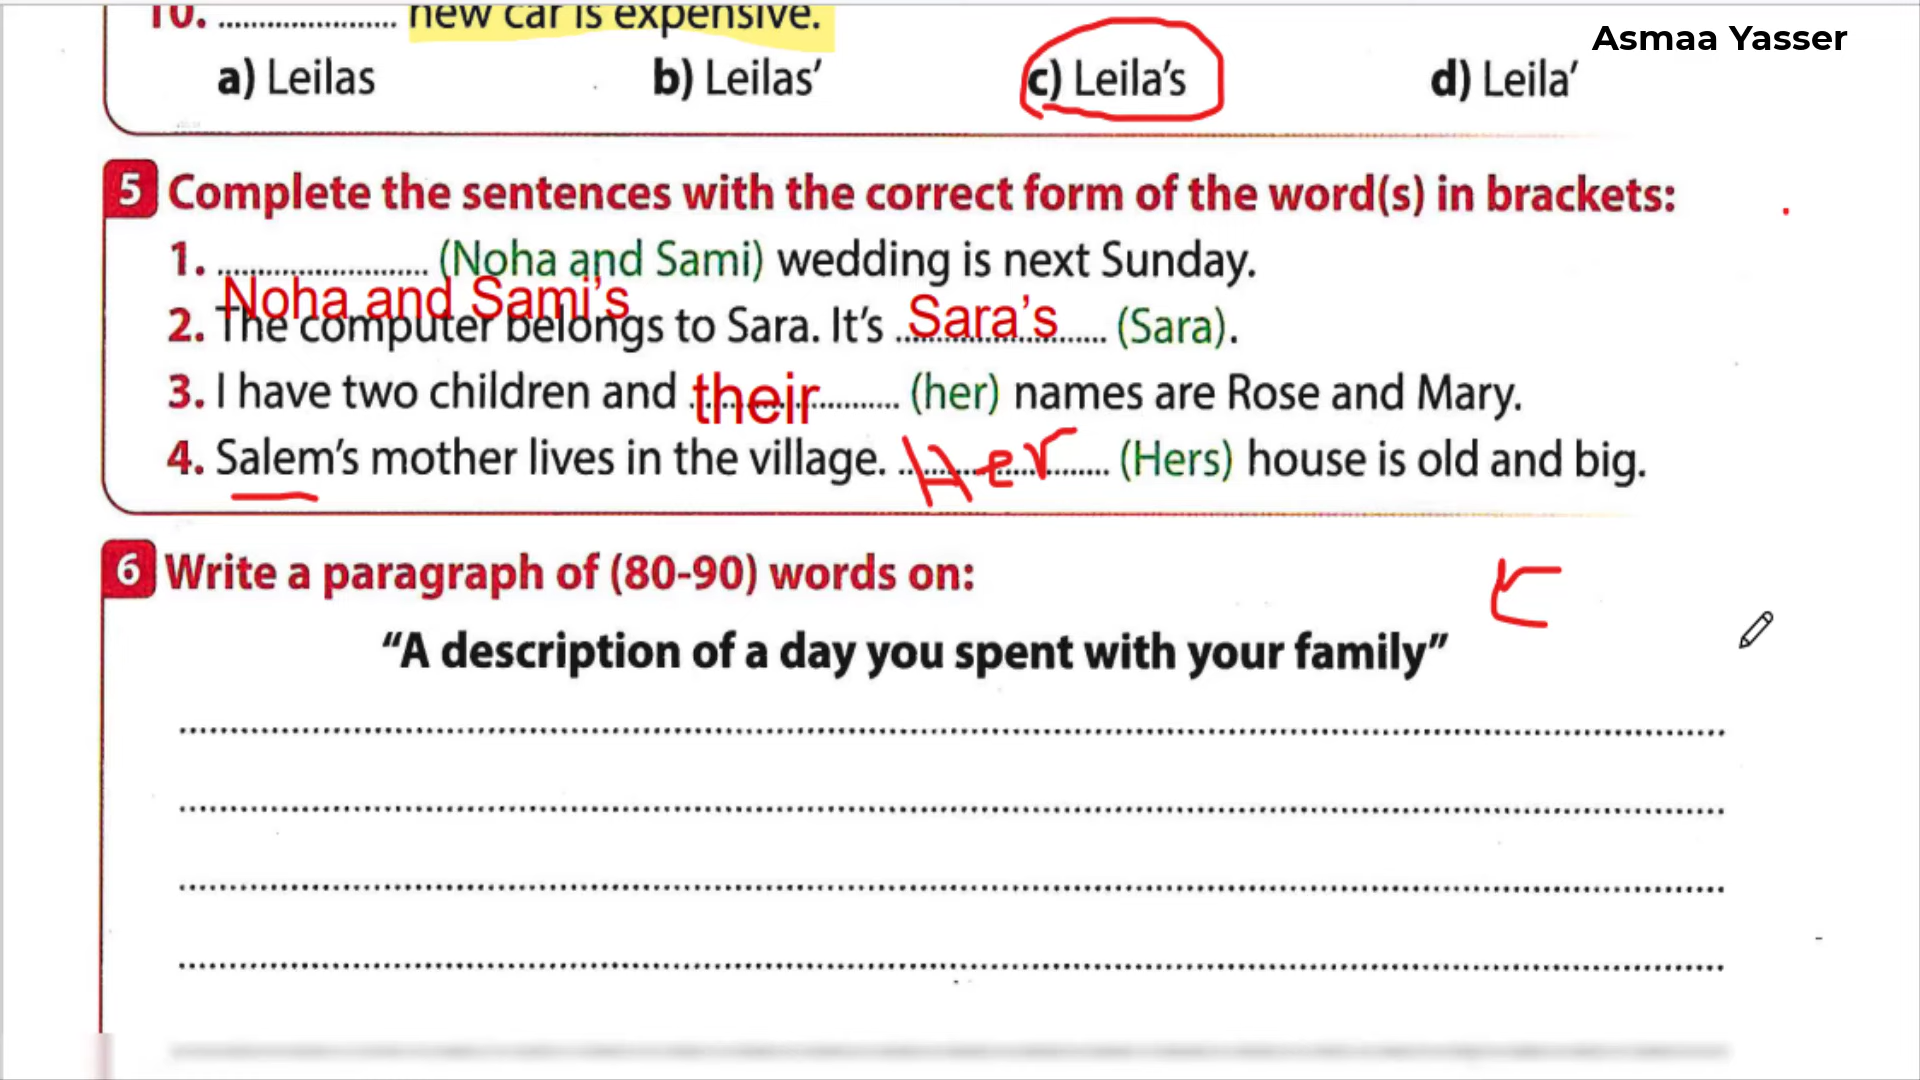 10. .................... new car is expensive.
Asmaa Yasser
a) Leilas b) Leilas’ c) Leila’s d) Leila’
5 Complete the sentences with the correct form of the word(s) in brackets:
1. ........................ (Noha and Sami) wedding is next Sunday.
Noha and Sami’s
2. The computer belongs to Sara. It’s Sara’s ........................ (Sara).
3. I have two children and their ........................ (her) names are Rose and Mary.
4. Salem’s mother lives in the village. Her ........................ (Hers) house is old and big.
6 Write a paragraph of (80-90) words on:
“A description of a day you spent with your family”